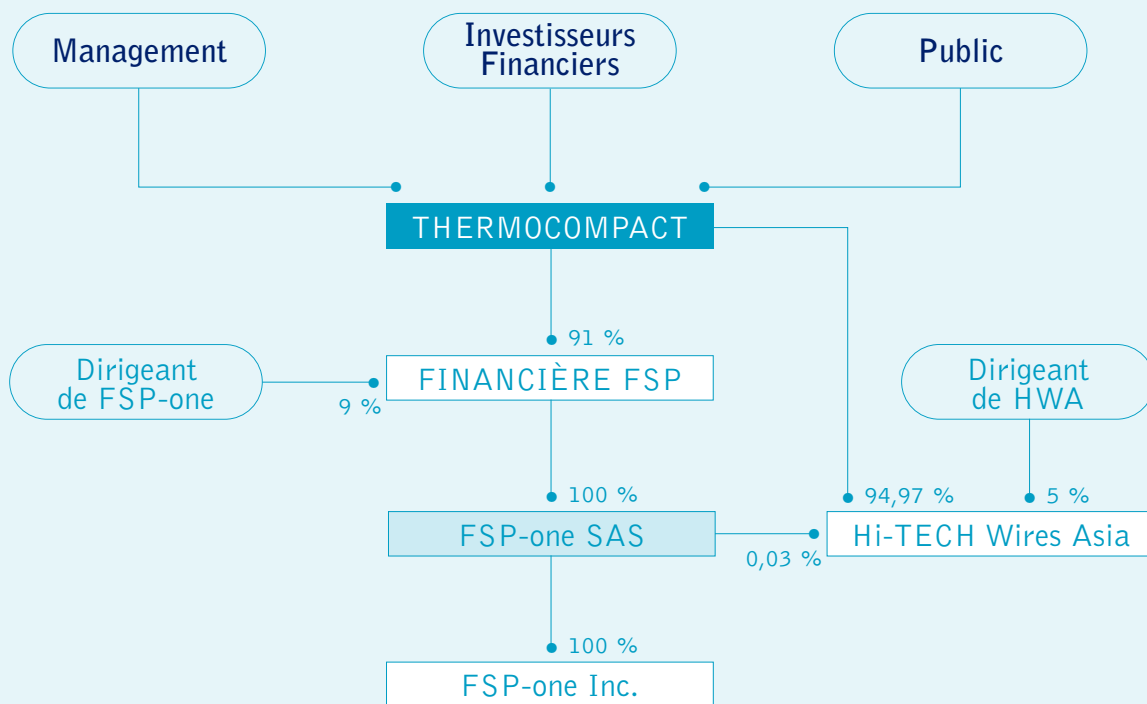 Management
Investisseurs
Financiers
Public
THERMOCOMPACT
91 %
Dirigeant
de FSP-one
9 %
FINANCIÈRE FSP
Dirigeant
de HWA
100 %
94,97 %
5 %
FSP-one SAS
0,03 %
Hi-TECH Wires Asia
100 %
FSP-one Inc.